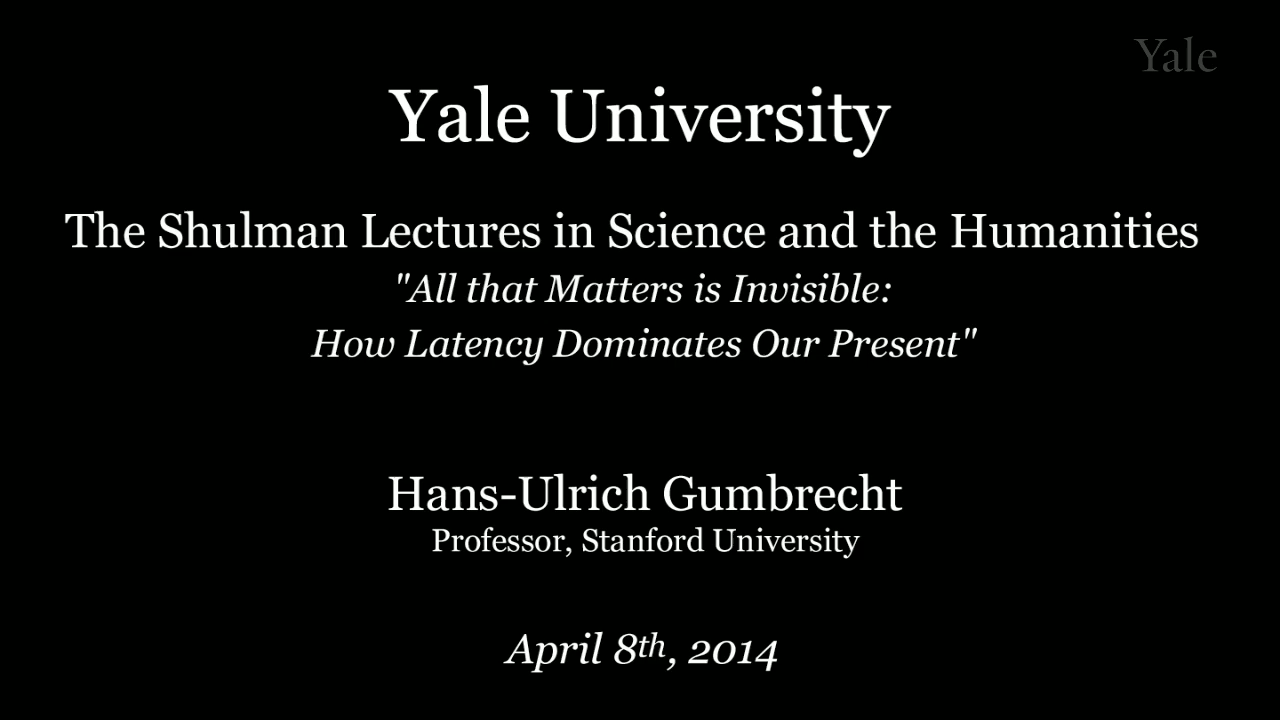 Yale
Yale University
The Shulman Lectures in Science and the Humanities
"All that Matters is Invisible:
How Latency Dominates Our Present"
Hans-Ulrich Gumbrecht
Professor, Stanford University
April 8th, 2014